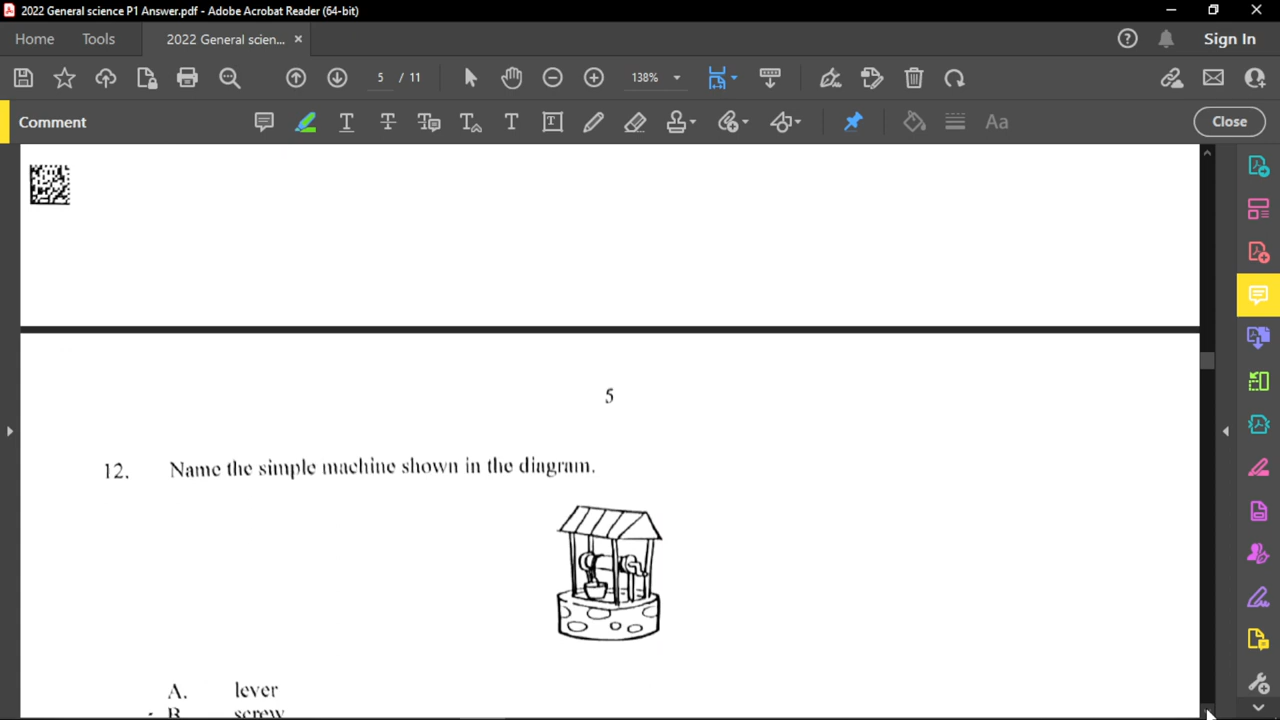 2022 General science P1 Answer.pdf - Adobe Acrobat Reader (64-bit)
Home Tools 2022 General scien... × Sign In
5 / 11 138%
Comment Close
5
12. Name the simple machine shown in the diagram.
A. lever
B. screw